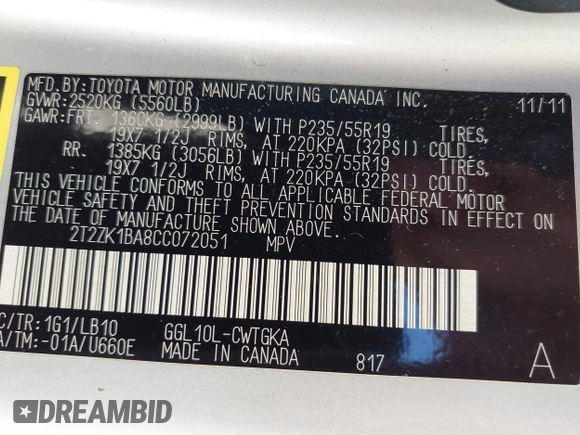 MFD.BY:TOYOTA MOTOR MANUFACTURING CANADA INC. 11/11
GVWR:2520KG (5560LB)
GAWR:FRT. 1360KG (2999LB) WITH P235/55R19 TIRES,
19X7 1/2J RIMS, AT 220KPA (32PSI) COLD.
RR. 1385KG (3056LB) WITH P235/55R19 TIRES,
19X7 1/2J RIMS, AT 220KPA (32PSI) COLD.
THIS VEHICLE CONFORMS TO ALL APPLICABLE FEDERAL MOTOR
VEHICLE SAFETY AND THEFT PREVENTION STANDARDS IN EFFECT ON
THE DATE OF MANUFACTURE SHOWN ABOVE.
2T2ZK1BA8CC072051 MPV
C/TR:1G1/LB10 GGL10L-CWTGKA
A/TM:-01A/U660E MADE IN CANADA 817 A
DREAMBID